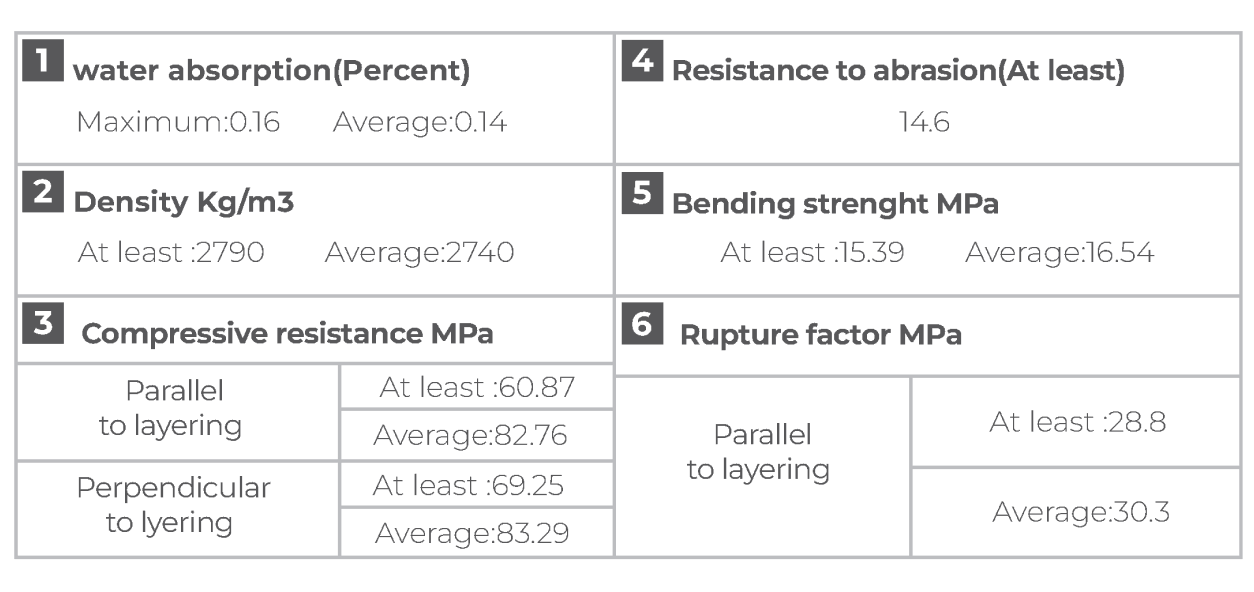 1 water absorption(Percent)
Maximum:0.16 Average:0.14
2 Density Kg/m3
At least :2790 Average:2740
3 Compressive resistance MPa
Parallel
to layering
At least :60.87
Average:82.76
Perpendicular
to lyering
At least :69.25
Average:83.29
4 Resistance to abrasion(At least)
14.6
5 Bending strenght MPa
At least :15.39 Average:16.54
6 Rupture factor MPa
Parallel
to layering
At least :28.8
Average:30.3